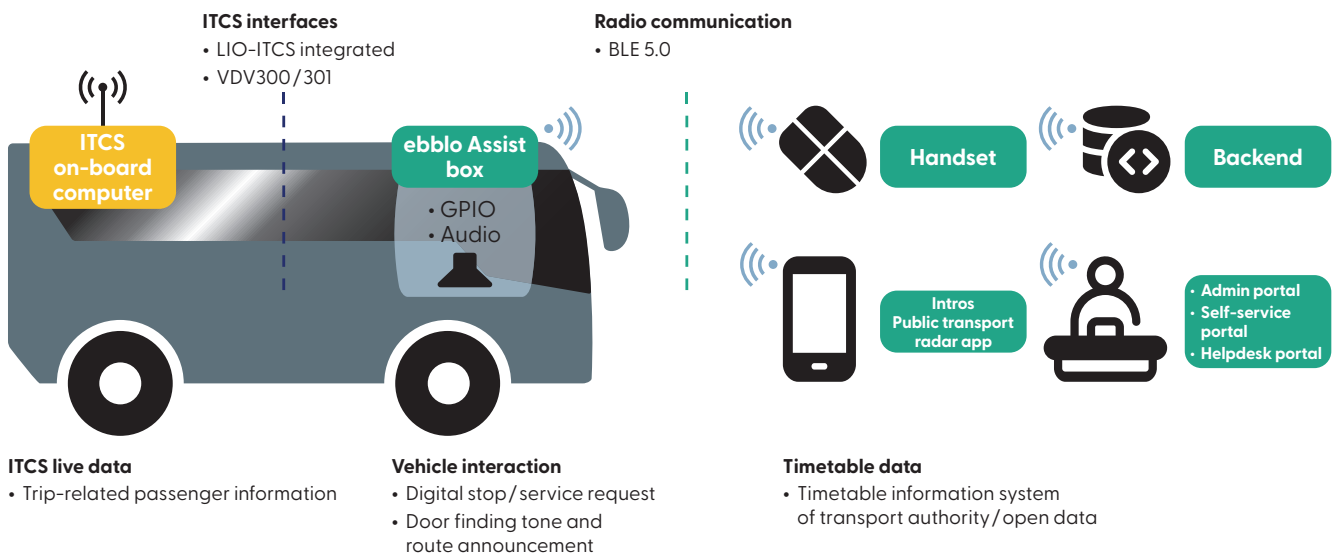 ITCS interfaces
• LIO-ITCS integrated
• VDV300/301
Radio communication
• BLE 5.0
ITCS
on-board
computer
ebblo Assist
box
• GPIO
• Audio
Handset
Backend
Intros
Public transport
radar app
• Admin portal
• Self-service
portal
• Helpdesk portal
ITCS live data
• Trip-related passenger information
Vehicle interaction
• Digital stop/service request
• Door finding tone and
route announcement
Timetable data
• Timetable information system
of transport authority/open data